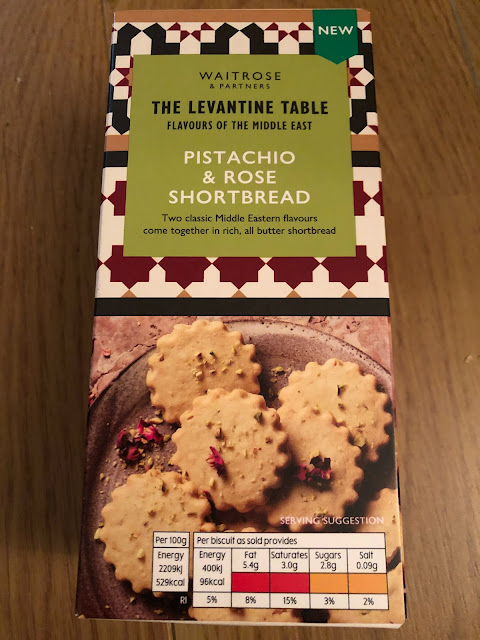 NEW
WAITROSE
& PARTNERS
THE LEVANTINE TABLE
FLAVOURS OF THE MIDDLE EAST
PISTACHIO
& ROSE
SHORTBREAD
Two classic Middle Eastern flavours
come together in rich, all butter shortbread
SERVING SUGGESTION
Per 100g
Energy
2209kJ
529kcal
Per biscuit as sold provides
Energy Fat Saturates Sugars Salt
400kJ 5.4g 3.0g 2.8g 0.09g
96kcal
RI 5% 8% 15% 3% 2%